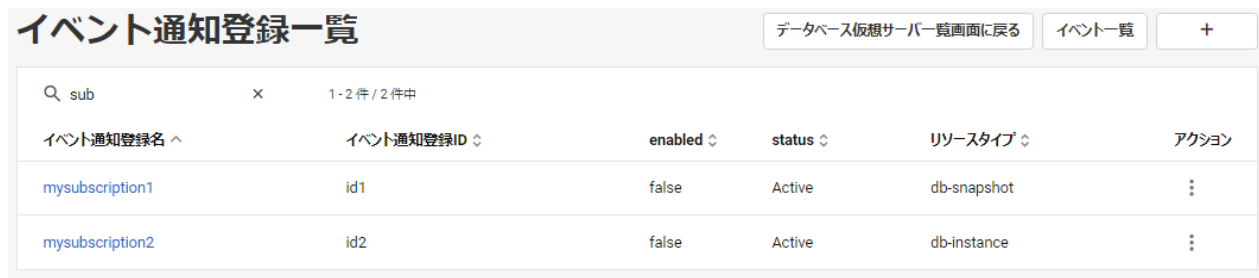 イベント通知登録一覧
データベース仮想サーバ一覧画面に戻る イベント一覧 +
sub × 1 - 2 件 / 2 件中
イベント通知登録名 イベント通知登録ID enabled status リソースタイプ アクション
mysubscription1 id1 false Active db-snapshot
mysubscription2 id2 false Active db-instance